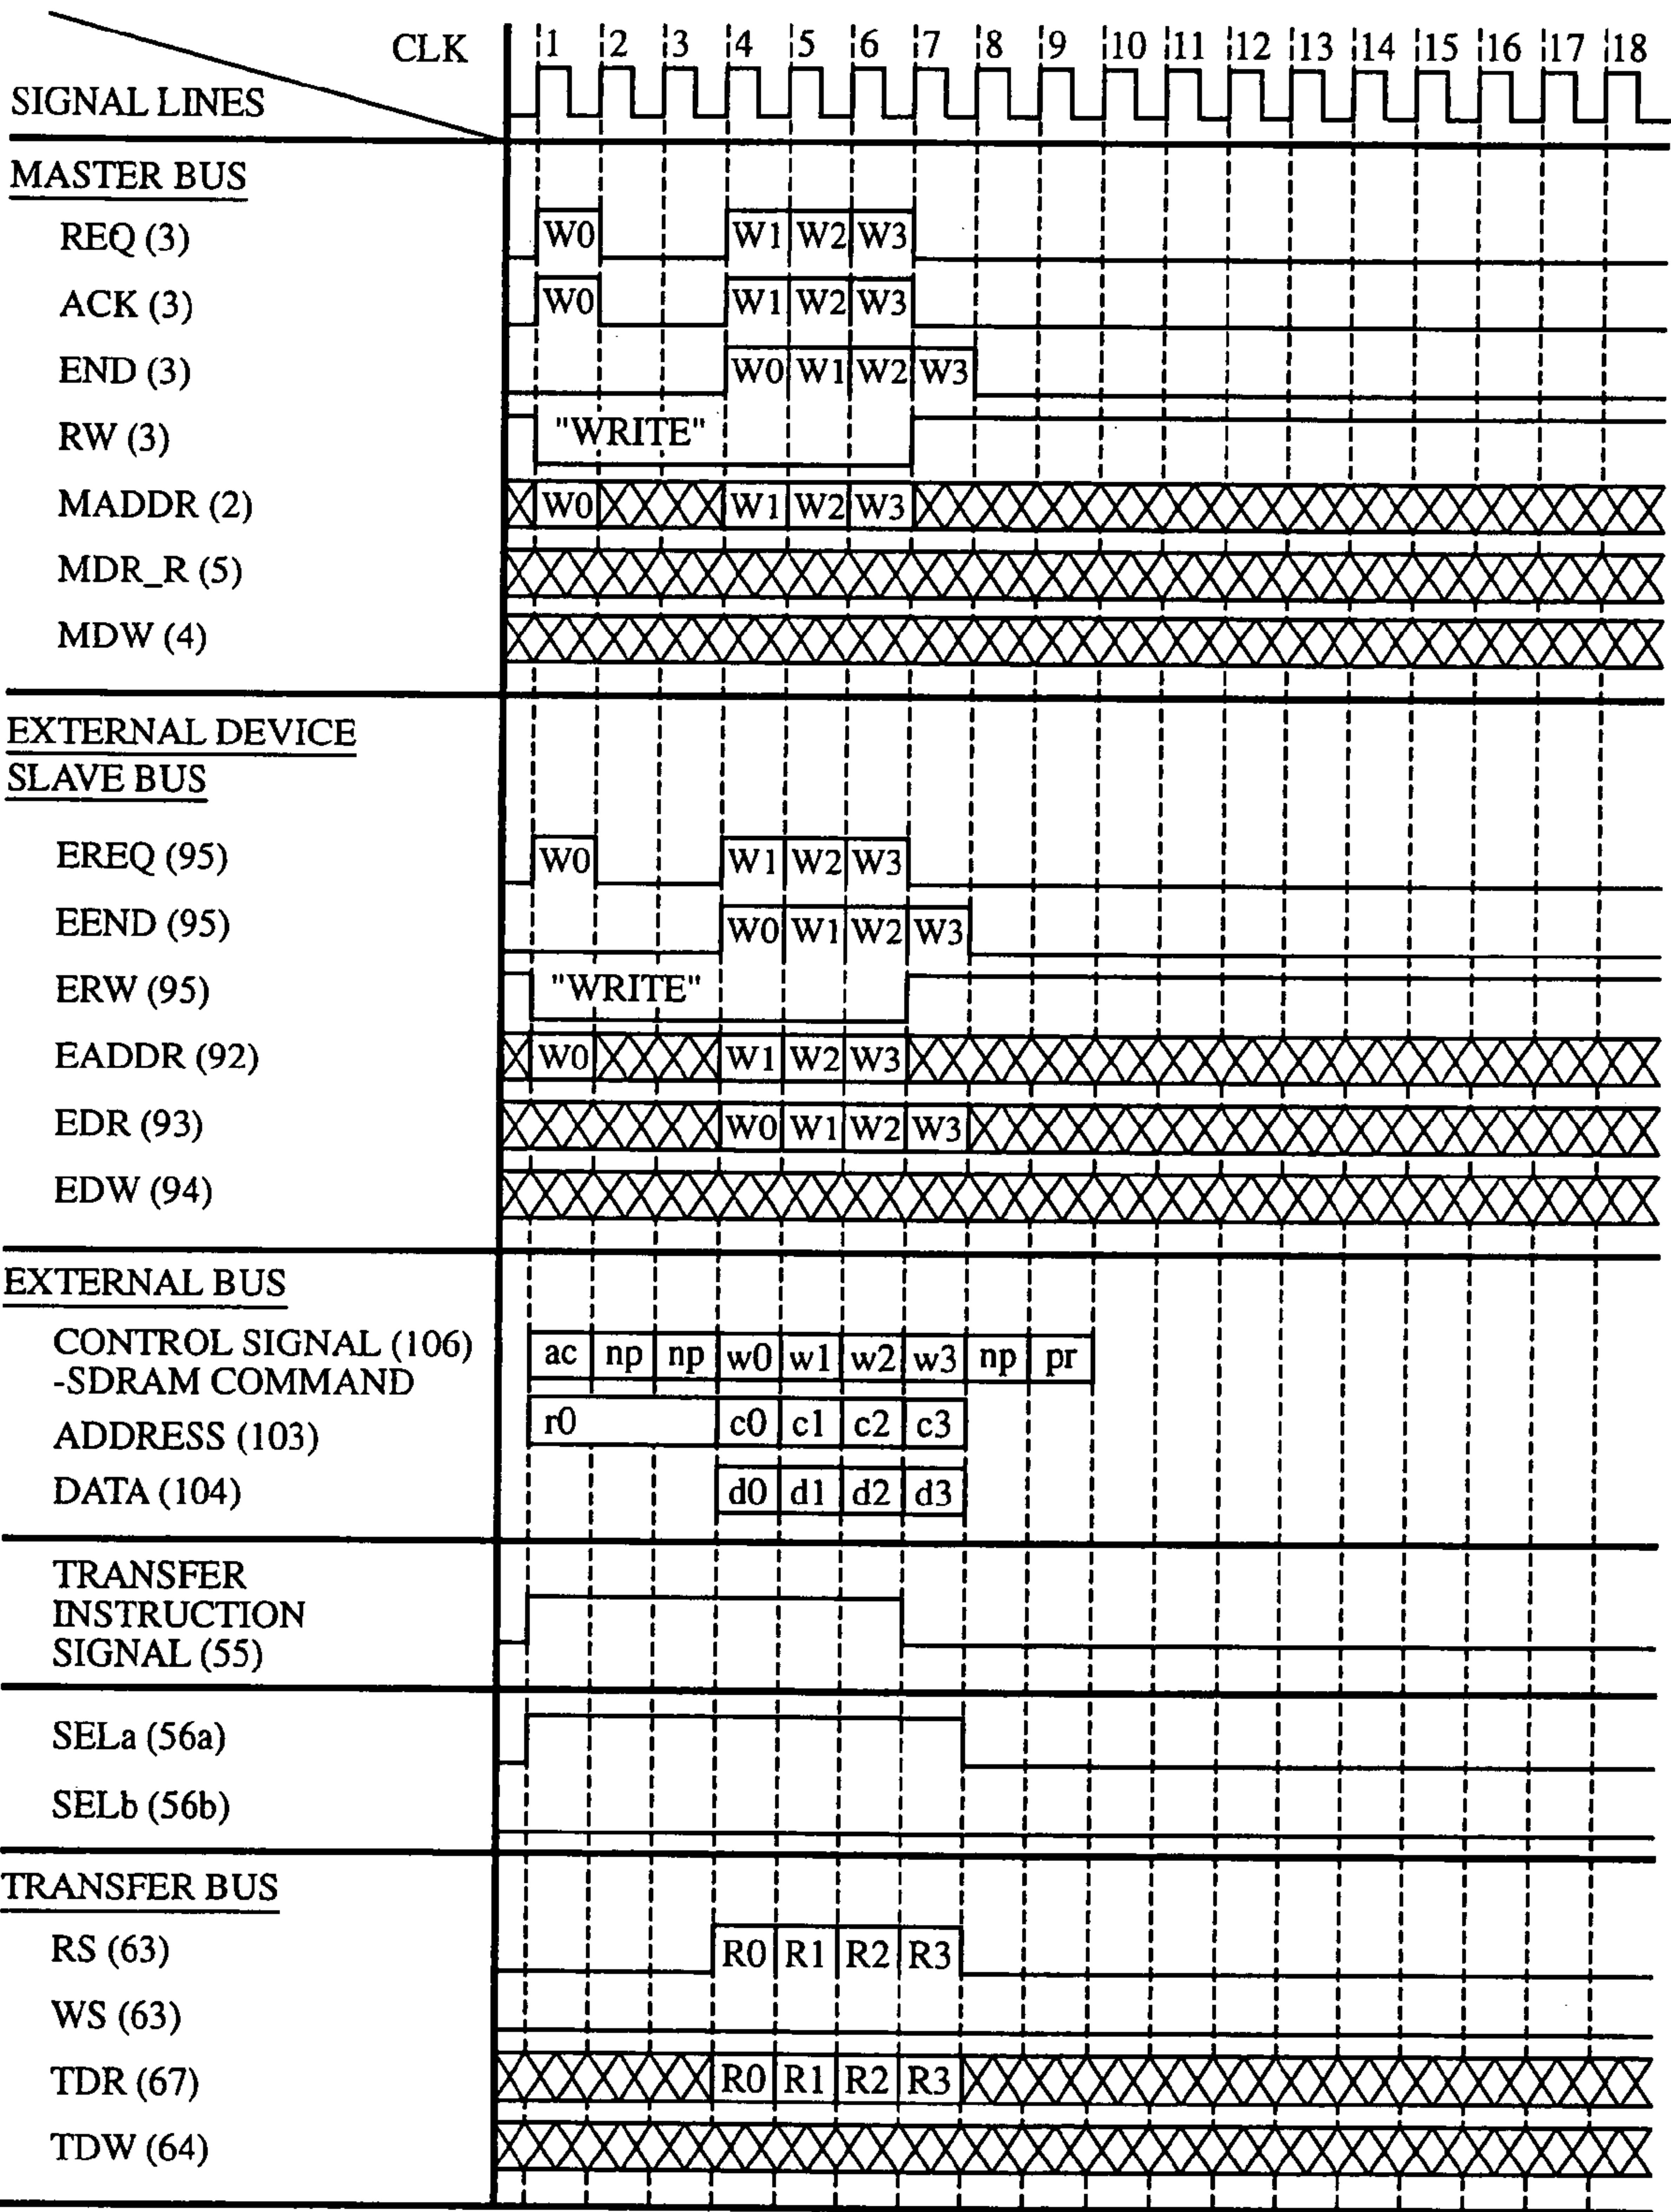 CLK 1 2 3 4 5 6 7 8 9 10 11 12 13 14 15 16 17 18
SIGNAL LINES
MASTER BUS
REQ (3) W0 W1 W2 W3
ACK (3) W0 W1 W2 W3
END (3) W0 W1 W2 W3
RW (3) "WRITE"
MADDR (2) W0 W1 W2 W3
MDR_R (5)
MDW (4)
EXTERNAL DEVICE
SLAVE BUS
EREQ (95) W0 W1 W2 W3
EEND (95) W0 W1 W2 W3
ERW (95) "WRITE"
EADDR (92) W0 W1 W2 W3
EDR (93) W0 W1 W2 W3
EDW (94)
EXTERNAL BUS
CONTROL SIGNAL (106) ac np np w0 w1 w2 w3 np pr
-SDRAM COMMAND
ADDRESS (103) r0 c0 c1 c2 c3
DATA (104) d0 d1 d2 d3
TRANSFER
INSTRUCTION
SIGNAL (55)
SELa (56a)
SELb (56b)
TRANSFER BUS
RS (63) R0 R1 R2 R3
WS (63)
TDR (67) R0 R1 R2 R3
TDW (64)